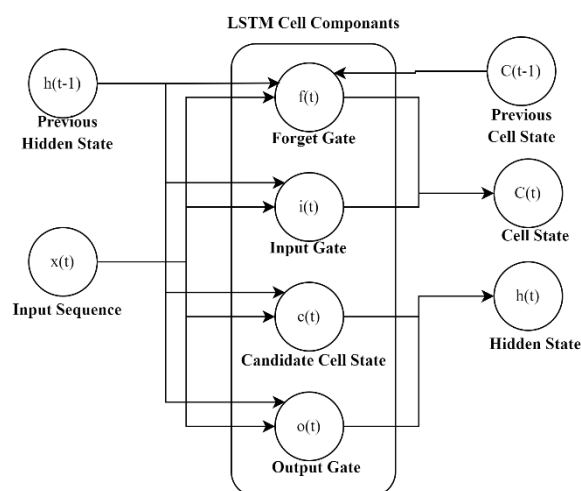 LSTM Cell Componants
h(t-1)
Previous
Hidden State
f(t)
Forget Gate
C(t-1)
Previous
Cell State
i(t)
Input Gate
C(t)
Cell State
x(t)
Input Sequence
c(t)
Candidate Cell State
h(t)
Hidden State
o(t)
Output Gate